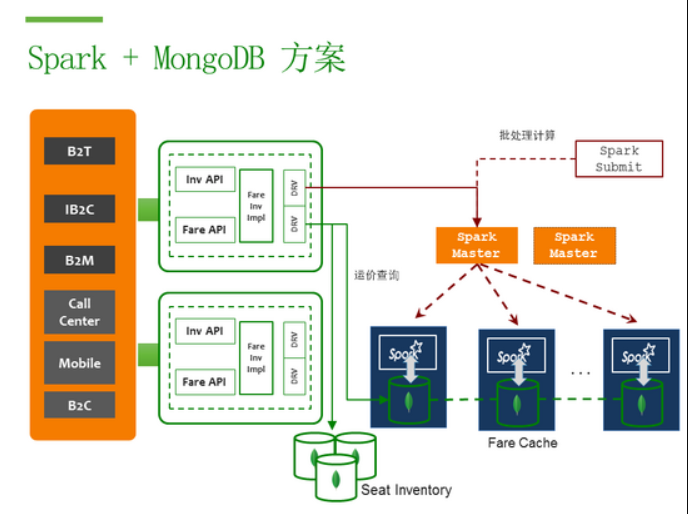 Spark + MongoDB 方案
B2T
IB2C
B2M
Call
Center
Mobile
B2C
Inv API
Fare API
Fare
Inv
Impl
DRV
DRV
Inv API
Fare API
Fare
Inv
Impl
DRV
DRV
批处理计算
Spark
Submit
Spark
Master
Spark
Master
运价查询
Spark
Spark
Spark
...
Fare Cache
Seat Inventory